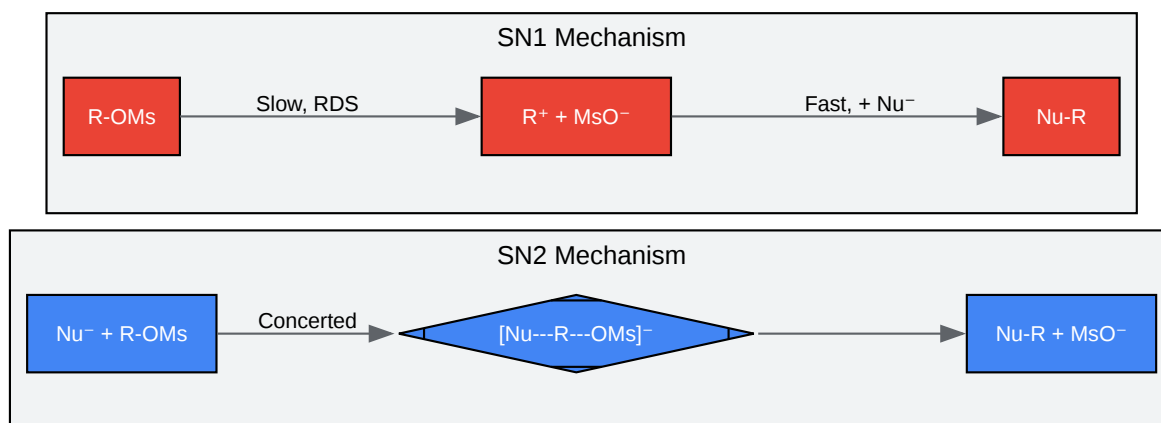 SN1 Mechanism
R-OMs
Slow, RDS
R⁺ + MsO⁻
Fast, + Nu⁻
Nu-R
SN2 Mechanism
Nu⁻ + R-OMs
Concerted
[Nu---R---OMs]⁻
Nu-R + MsO⁻